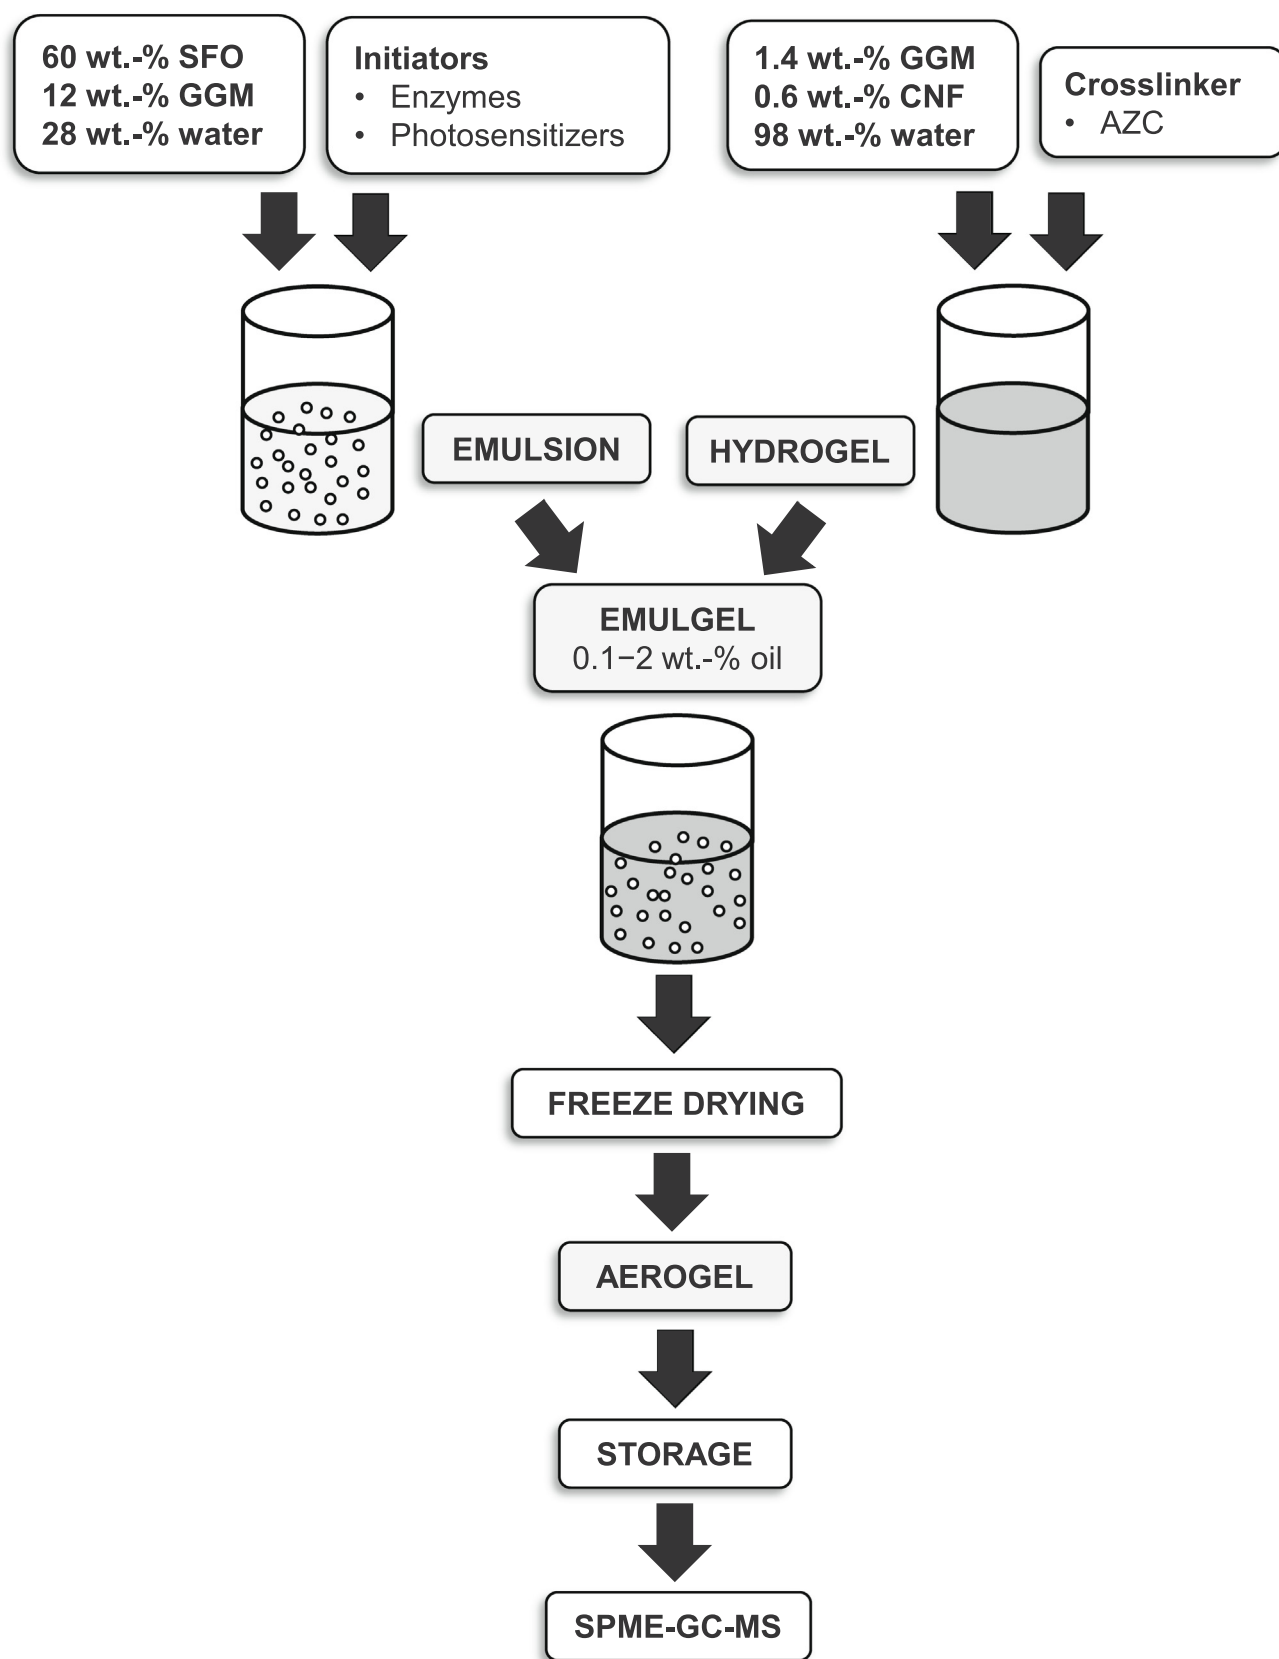 60 wt.-% SFO
12 wt.-% GGM
28 wt.-% water
Initiators
• Enzymes
• Photosensitizers
1.4 wt.-% GGM
0.6 wt.-% CNF
98 wt.-% water
Crosslinker
• AZC
EMULSION
HYDROGEL
EMULGEL
0.1−2 wt.-% oil
FREEZE DRYING
AEROGEL
STORAGE
SPME-GC-MS